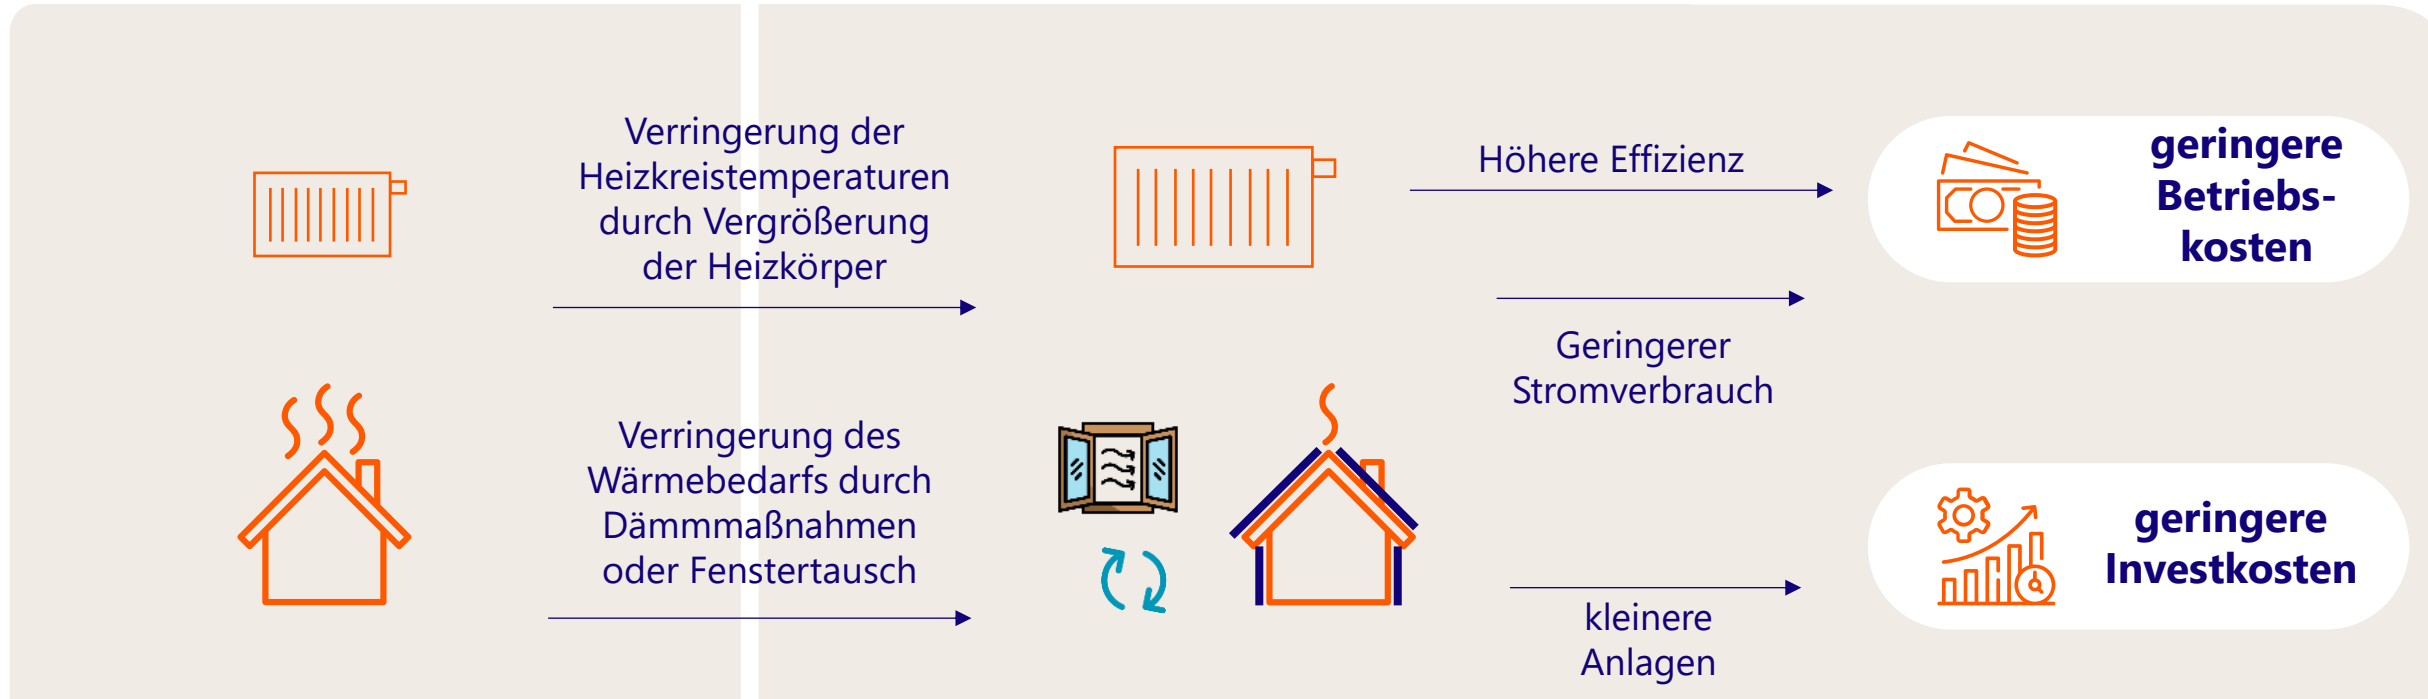 Verringerung der
Heizkreistemperaturen
durch Vergrößerung
der Heizkörper
Höhere Effizienz
geringere
Betriebs-
kosten
Geringerer
Stromverbrauch
Verringerung des
Wärmebedarfs durch
Dämmmaßnahmen
oder Fenstertausch
kleinere
Anlagen
geringere
Investkosten